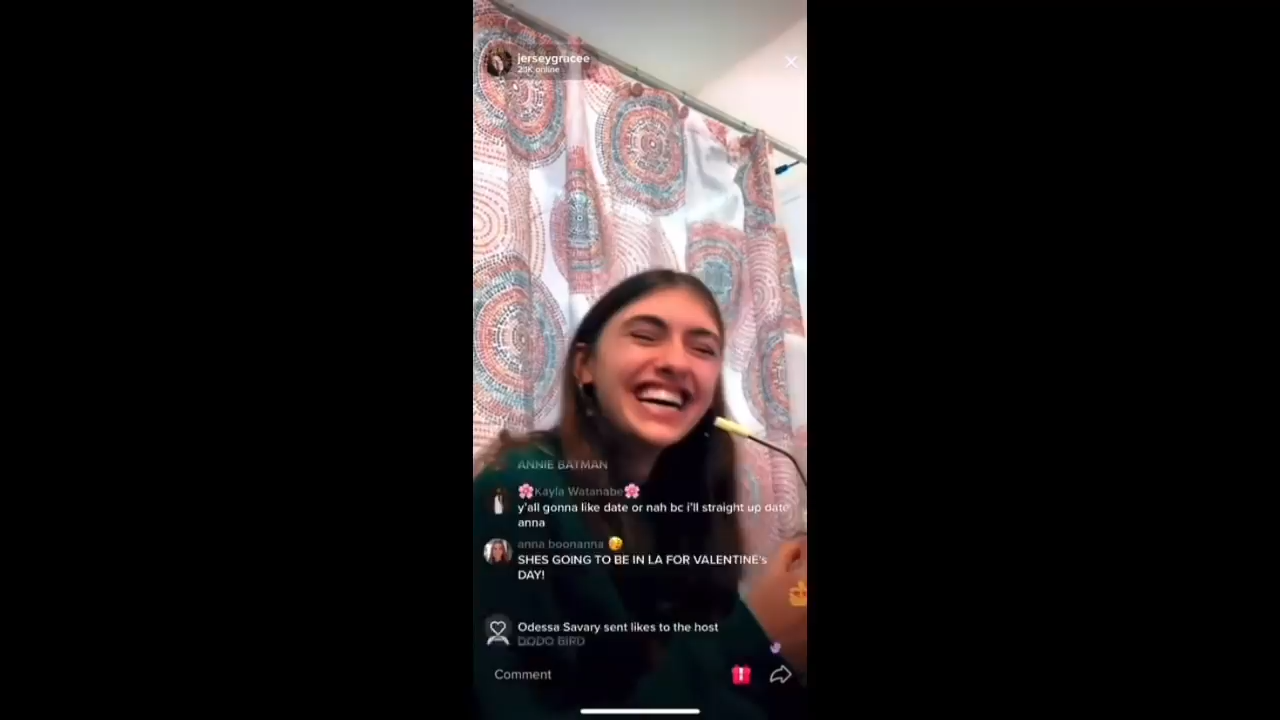 jerseygracee
23K online
ANNIE BATMAN
🌸Kayla Watanabe🌸
y'all gonna like date or nah bc i'll straight up date
anna
anna boonanna 🥴
SHES GOING TO BE IN LA FOR VALENTINE's
DAY!
Odessa Savary sent likes to the host
DODO BIRD
Comment